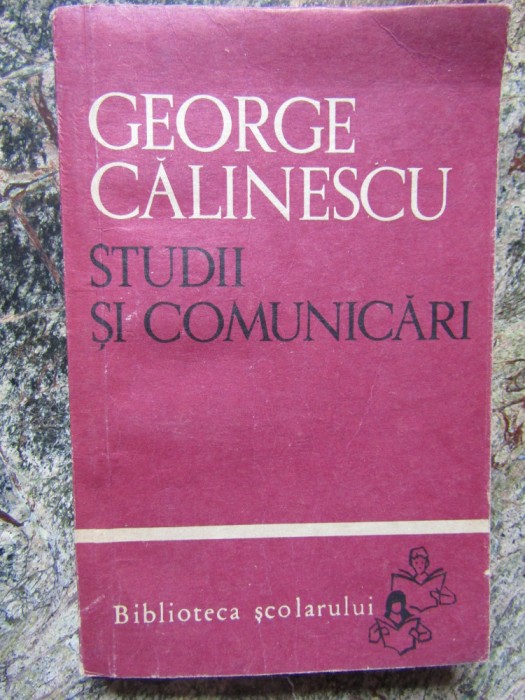 GEORGE
CĂLINESCU
STUDII
ȘI COMUNICĂRI
Biblioteca școlarului